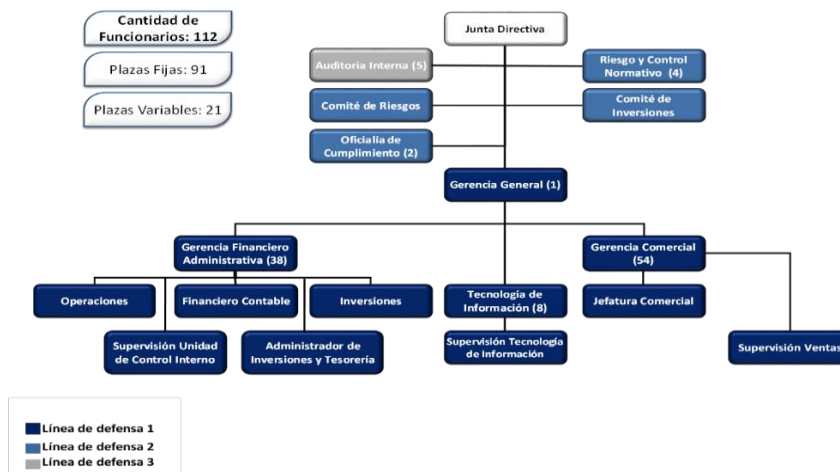 Cantidad de
Funcionarios: 112
Plazas Fijas: 91
Plazas Variables: 21
Junta Directiva
Auditoria Interna (5)
Riesgo y Control
Normativo (4)
Comité de Riesgos
Comité de
Inversiones
Oficialía de
Cumplimiento (2)
Gerencia General (1)
Gerencia Financiero
Administrativa (38)
Gerencia Comercial
(54)
Operaciones
Financiero Contable
Inversiones
Tecnología de
Información (8)
Jefatura Comercial
Supervisión Unidad
de Control Interno
Administrador de
Inversiones y Tesorería
Supervisión Tecnología
de Información
Supervisión Ventas
Línea de defensa 1
Línea de defensa 2
Línea de defensa 3